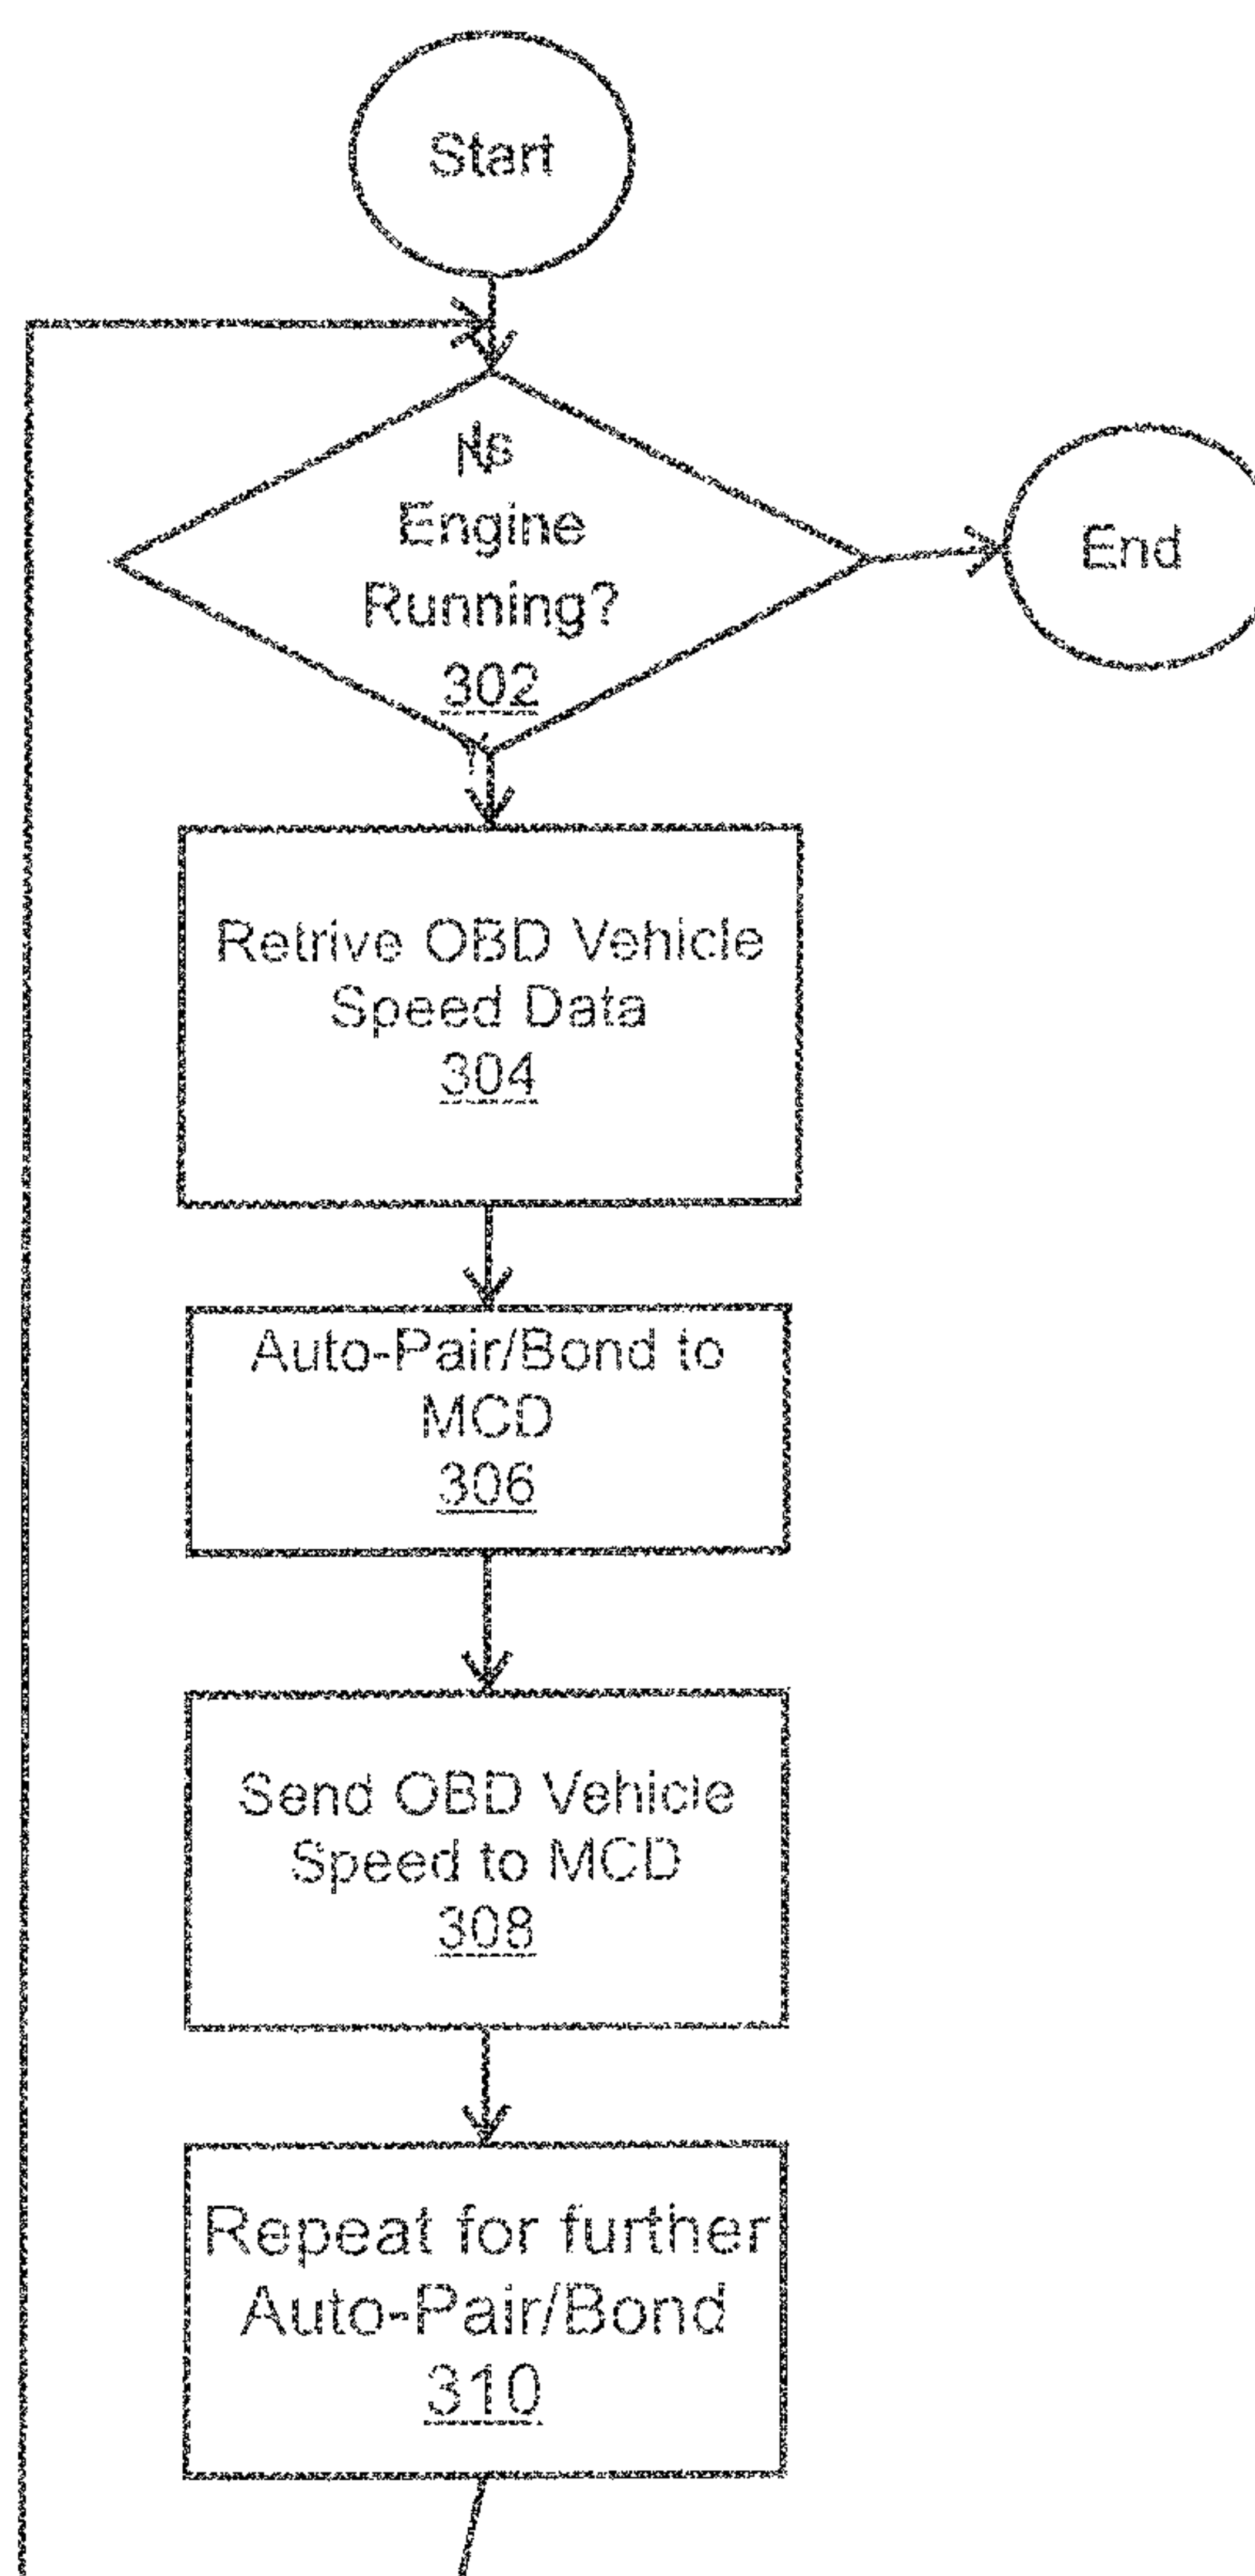 Start
Is
Engine
Running?
302
End
Y
Retrive OBD Vehicle
Speed Data
304
Auto-Pair/Bond to
MCD
306
Send OBD Vehicle
Speed to MCD
308
Repeat for further
Auto-Pair/Bond
310